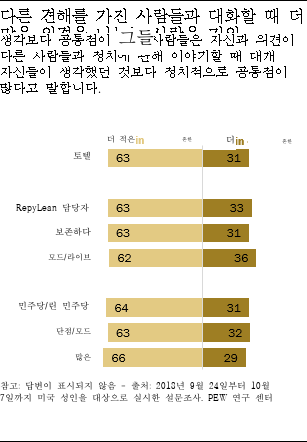 다른 견해를 가진 사람들과 대화할 때 더
생각보다 공통점이 그들 사람들은 자신과 의견이
다른 사람들과 정치에 관해 이야기할 때 대개
자신들이 생각했던 것보다 정치적으로 공통점이
많다고 말합니다.
더 적은in 더in
토텔 63 31
RepyLean 담당자 63 33
보존하다 63 31
모드/라이브 62 36
민주당/린 민주당 64 31
단점/모드 63 32
많은 66 29
참고: 답변이 표시되지 않음 - 출처: 2018년 9월 24일부터 10월
7일까지 미국 성인을 대상으로 실시한 설문조사. PEW 연구 센터